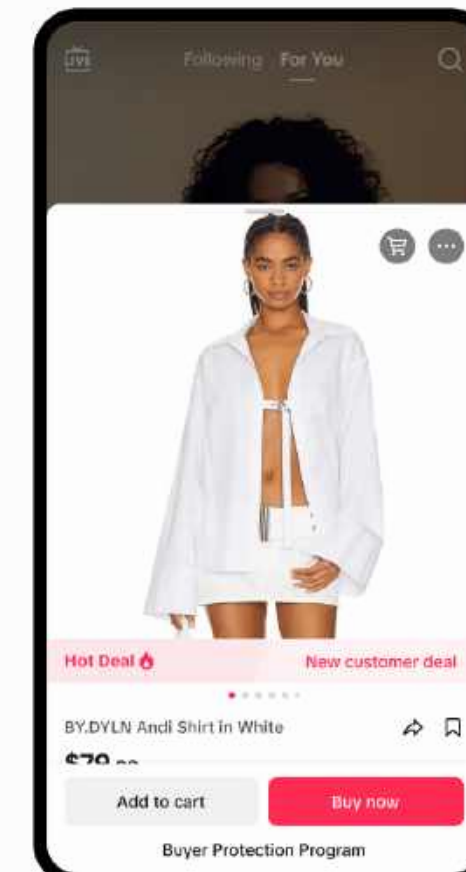 LIVE
Following For You
Hot Deal
New customer deal
BY.DYLN Andi Shirt in White
Add to cart
Buy now
Buyer Protection Program